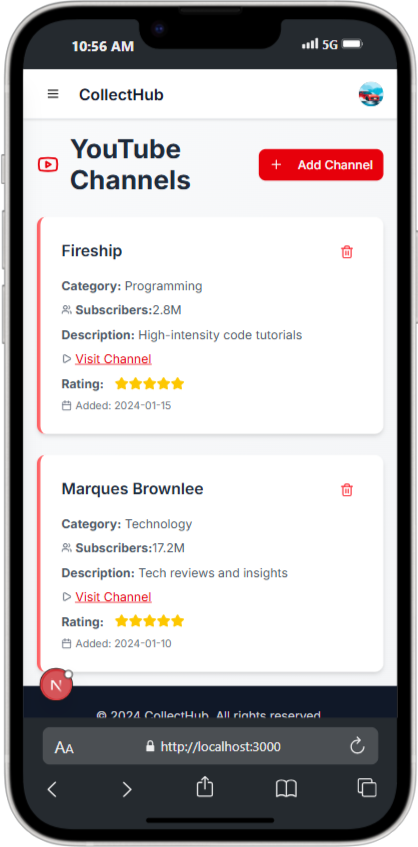 10:56 AM
5G
CollectHub
YouTube
Channels
+ Add Channel
Fireship
Category: Programming
Subscribers:2.8M
Description: High-intensity code tutorials
Visit Channel
Rating:
Added: 2024-01-15
Marques Brownlee
Category: Technology
Subscribers:17.2M
Description: Tech reviews and insights
Visit Channel
Rating:
Added: 2024-01-10
N
© 2024 CollectHub. All rights reserved.
AA
http://localhost:3000